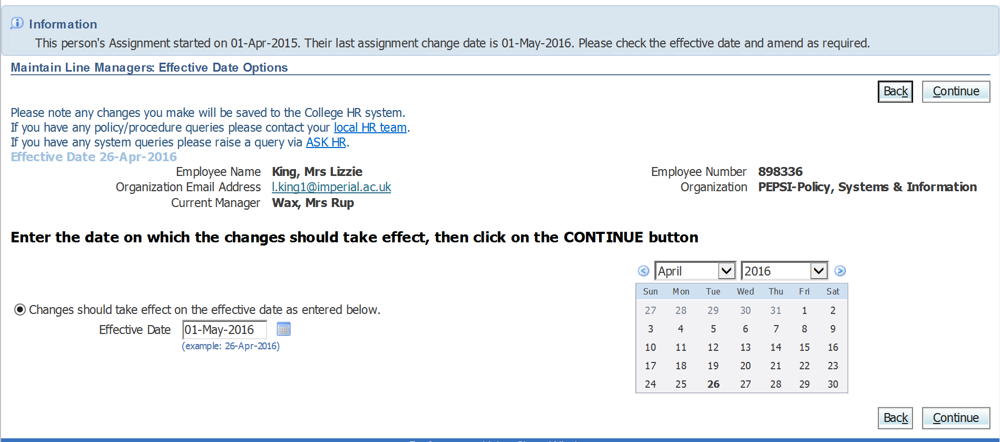 Information
This person's Assignment started on 01-Apr-2015. Their last assignment change date is 01-May-2016. Please check the effective date and amend as required.
Maintain Line Managers: Effective Date Options
Back Continue
Please note any changes you make will be saved to the College HR system.
If you have any policy/procedure queries please contact your local HR team.
If you have any system queries please raise a query via ASK HR.
Effective Date 26-Apr-2016
Employee Name King, Mrs Lizzie Employee Number 898336
Organization Email Address l.king1@imperial.ac.uk Organization PEPSI-Policy, Systems & Information
Current Manager Wax, Mrs Rup
Enter the date on which the changes should take effect, then click on the CONTINUE button
April 2016
Sun Mon Tue Wed Thu Fri Sat
27 28 29 30 31 1 2
3 4 5 6 7 8 9
10 11 12 13 14 15 16
17 18 19 20 21 22 23
24 25 26 27 28 29 30
Changes should take effect on the effective date as entered below.
Effective Date 01-May-2016
(example: 26-Apr-2016)
Back Continue